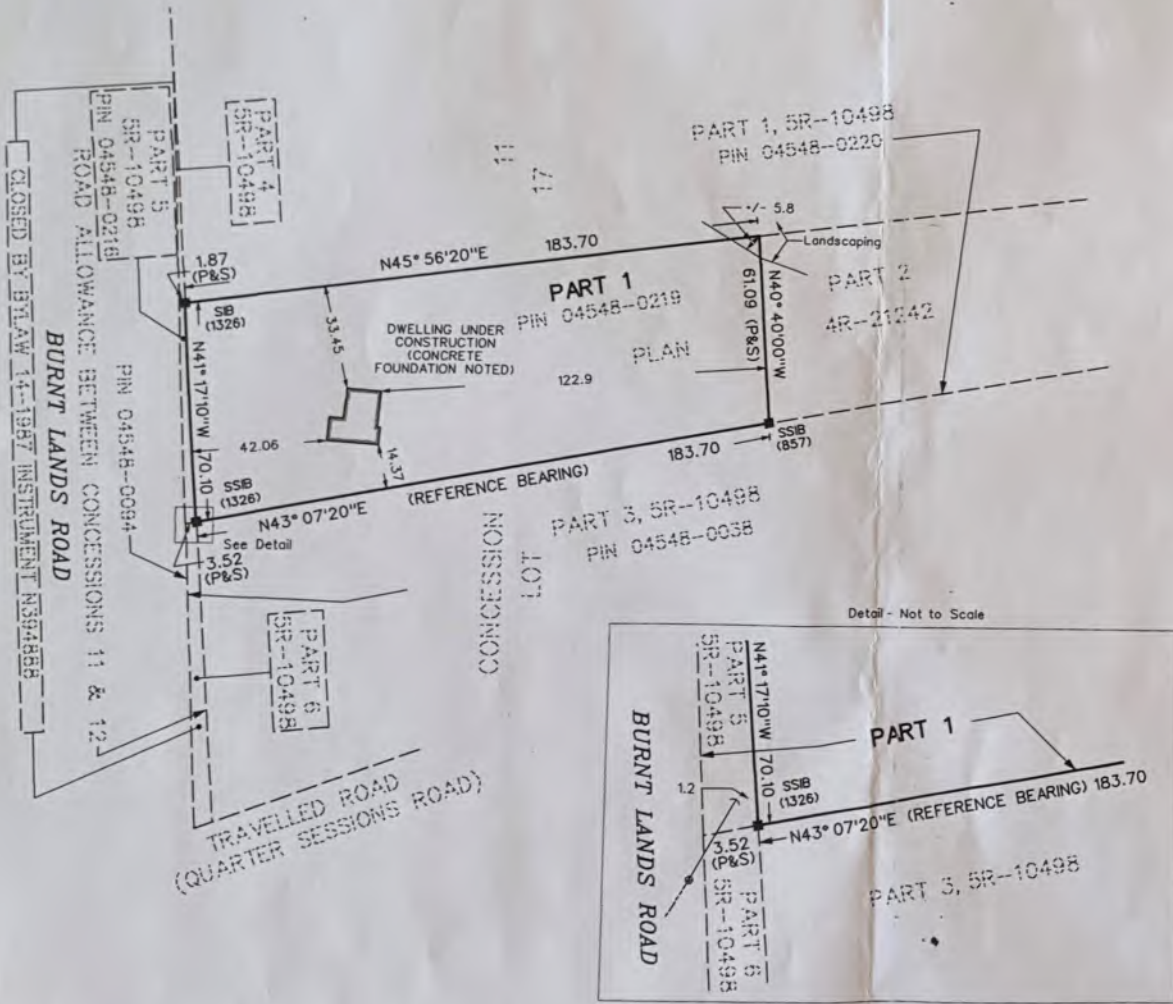 PART 4
5R-10498
PART 5
5R-10498
PIN 04548-0216
ROAD ALLOWANCE BETWEEN CONCESSIONS 11 & 12
CLOSED BY BYLAW 14-1987 INSTRUMENT N394888
BURNT LANDS ROAD
PIN 04548-0094
1.87
(P&S)
SIB
(1326)
N45° 56'20"E 183.70
11
17
PART 1, 5R-10498
PIN 04548-0220
+/- 5.8
Landscaping
PART 1
PIN 04548-0219
PLAN
PART 2
4R-21242
N40° 40'00"W
61.09 (P&S)
DWELLING UNDER
CONSTRUCTION
(CONCRETE
FOUNDATION NOTED)
33.45
122.9
42.06
14.37
N41° 17'10"W 70.10
SSIB
(1326)
N43° 07'20"E (REFERENCE BEARING) 183.70
SSIB
(857)
See Detail
3.52
(P&S)
PART 3, 5R-10498
PIN 04548-0038
LOT
CONCESSION
PART 6
5R-10498
TRAVELLED ROAD
(QUARTER SESSIONS ROAD)
Detail - Not to Scale
PART 5
5R-10498
N41° 17'10"W 70.10
PART 1
1.2
SSIB
(1326)
N43° 07'20"E (REFERENCE BEARING) 183.70
3.52
(P&S)
BURNT LANDS ROAD
PART 6
5R-10498
PART 3, 5R-10498